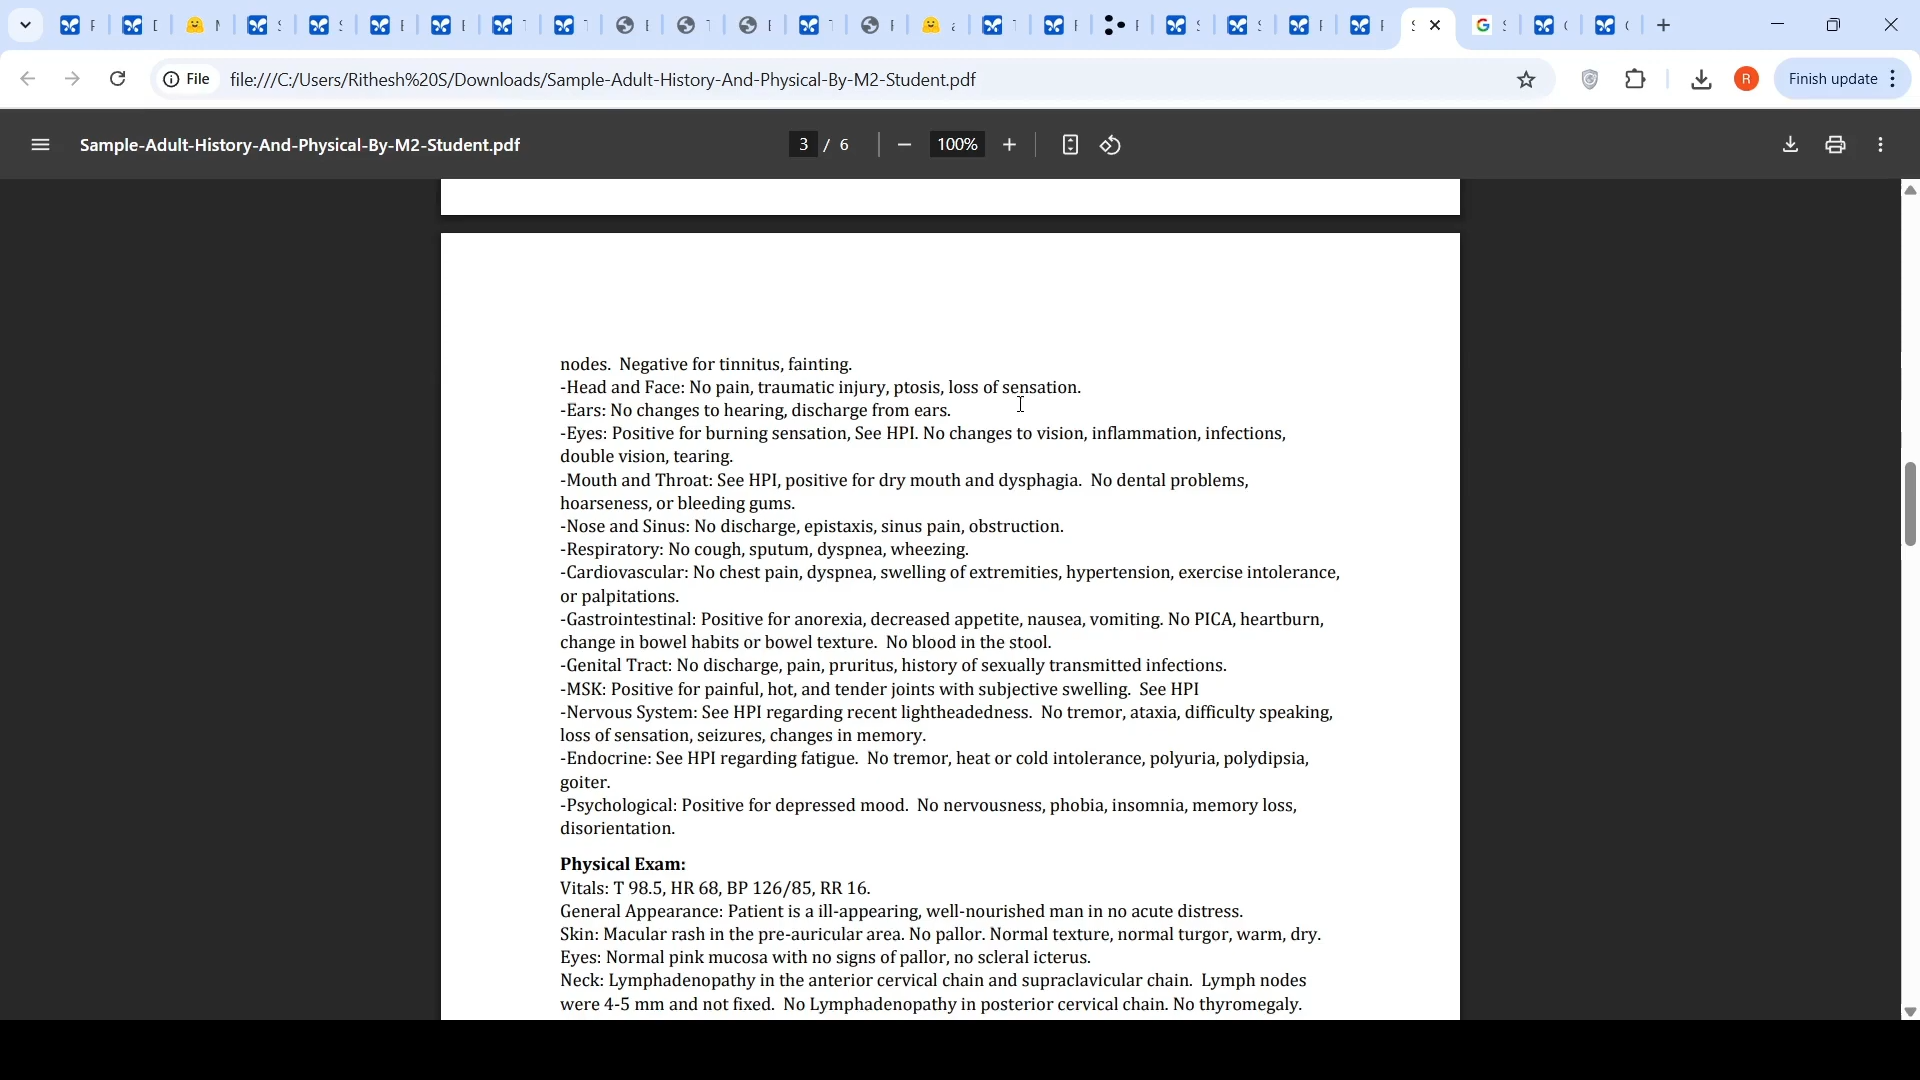 File
file:///C:/Users/Rithesh%20S/Downloads/Sample-Adult-History-And-Physical-By-M2-Student.pdf
R
Finish update
Sample-Adult-History-And-Physical-By-M2-Student.pdf
3 / 6
100%
nodes.  Negative for tinnitus, fainting.
-Head and Face: No pain, traumatic injury, ptosis, loss of sensation.
-Ears: No changes to hearing, discharge from ears.
-Eyes: Positive for burning sensation, See HPI. No changes to vision, inflammation, infections,
double vision, tearing.
-Mouth and Throat: See HPI, positive for dry mouth and dysphagia.  No dental problems,
hoarseness, or bleeding gums.
-Nose and Sinus: No discharge, epistaxis, sinus pain, obstruction.
-Respiratory: No cough, sputum, dyspnea, wheezing.
-Cardiovascular: No chest pain, dyspnea, swelling of extremities, hypertension, exercise intolerance,
or palpitations.
-Gastrointestinal: Positive for anorexia, decreased appetite, nausea, vomiting. No PICA, heartburn,
change in bowel habits or bowel texture.  No blood in the stool.
-Genital Tract: No discharge, pain, pruritus, history of sexually transmitted infections.
-MSK: Positive for painful, hot, and tender joints with subjective swelling.  See HPI
-Nervous System: See HPI regarding recent lightheadedness.  No tremor, ataxia, difficulty speaking,
loss of sensation, seizures, changes in memory.
-Endocrine: See HPI regarding fatigue.  No tremor, heat or cold intolerance, polyuria, polydipsia,
goiter.
-Psychological: Positive for depressed mood.  No nervousness, phobia, insomnia, memory loss,
disorientation.
Physical Exam:
Vitals: T 98.5, HR 68, BP 126/85, RR 16.
General Appearance: Patient is a ill-appearing, well-nourished man in no acute distress.
Skin: Macular rash in the pre-auricular area. No pallor. Normal texture, normal turgor, warm, dry.
Eyes: Normal pink mucosa with no signs of pallor, no scleral icterus.
Neck: Lymphadenopathy in the anterior cervical chain and supraclavicular chain.  Lymph nodes
were 4-5 mm and not fixed.  No Lymphadenopathy in posterior cervical chain. No thyromegaly.